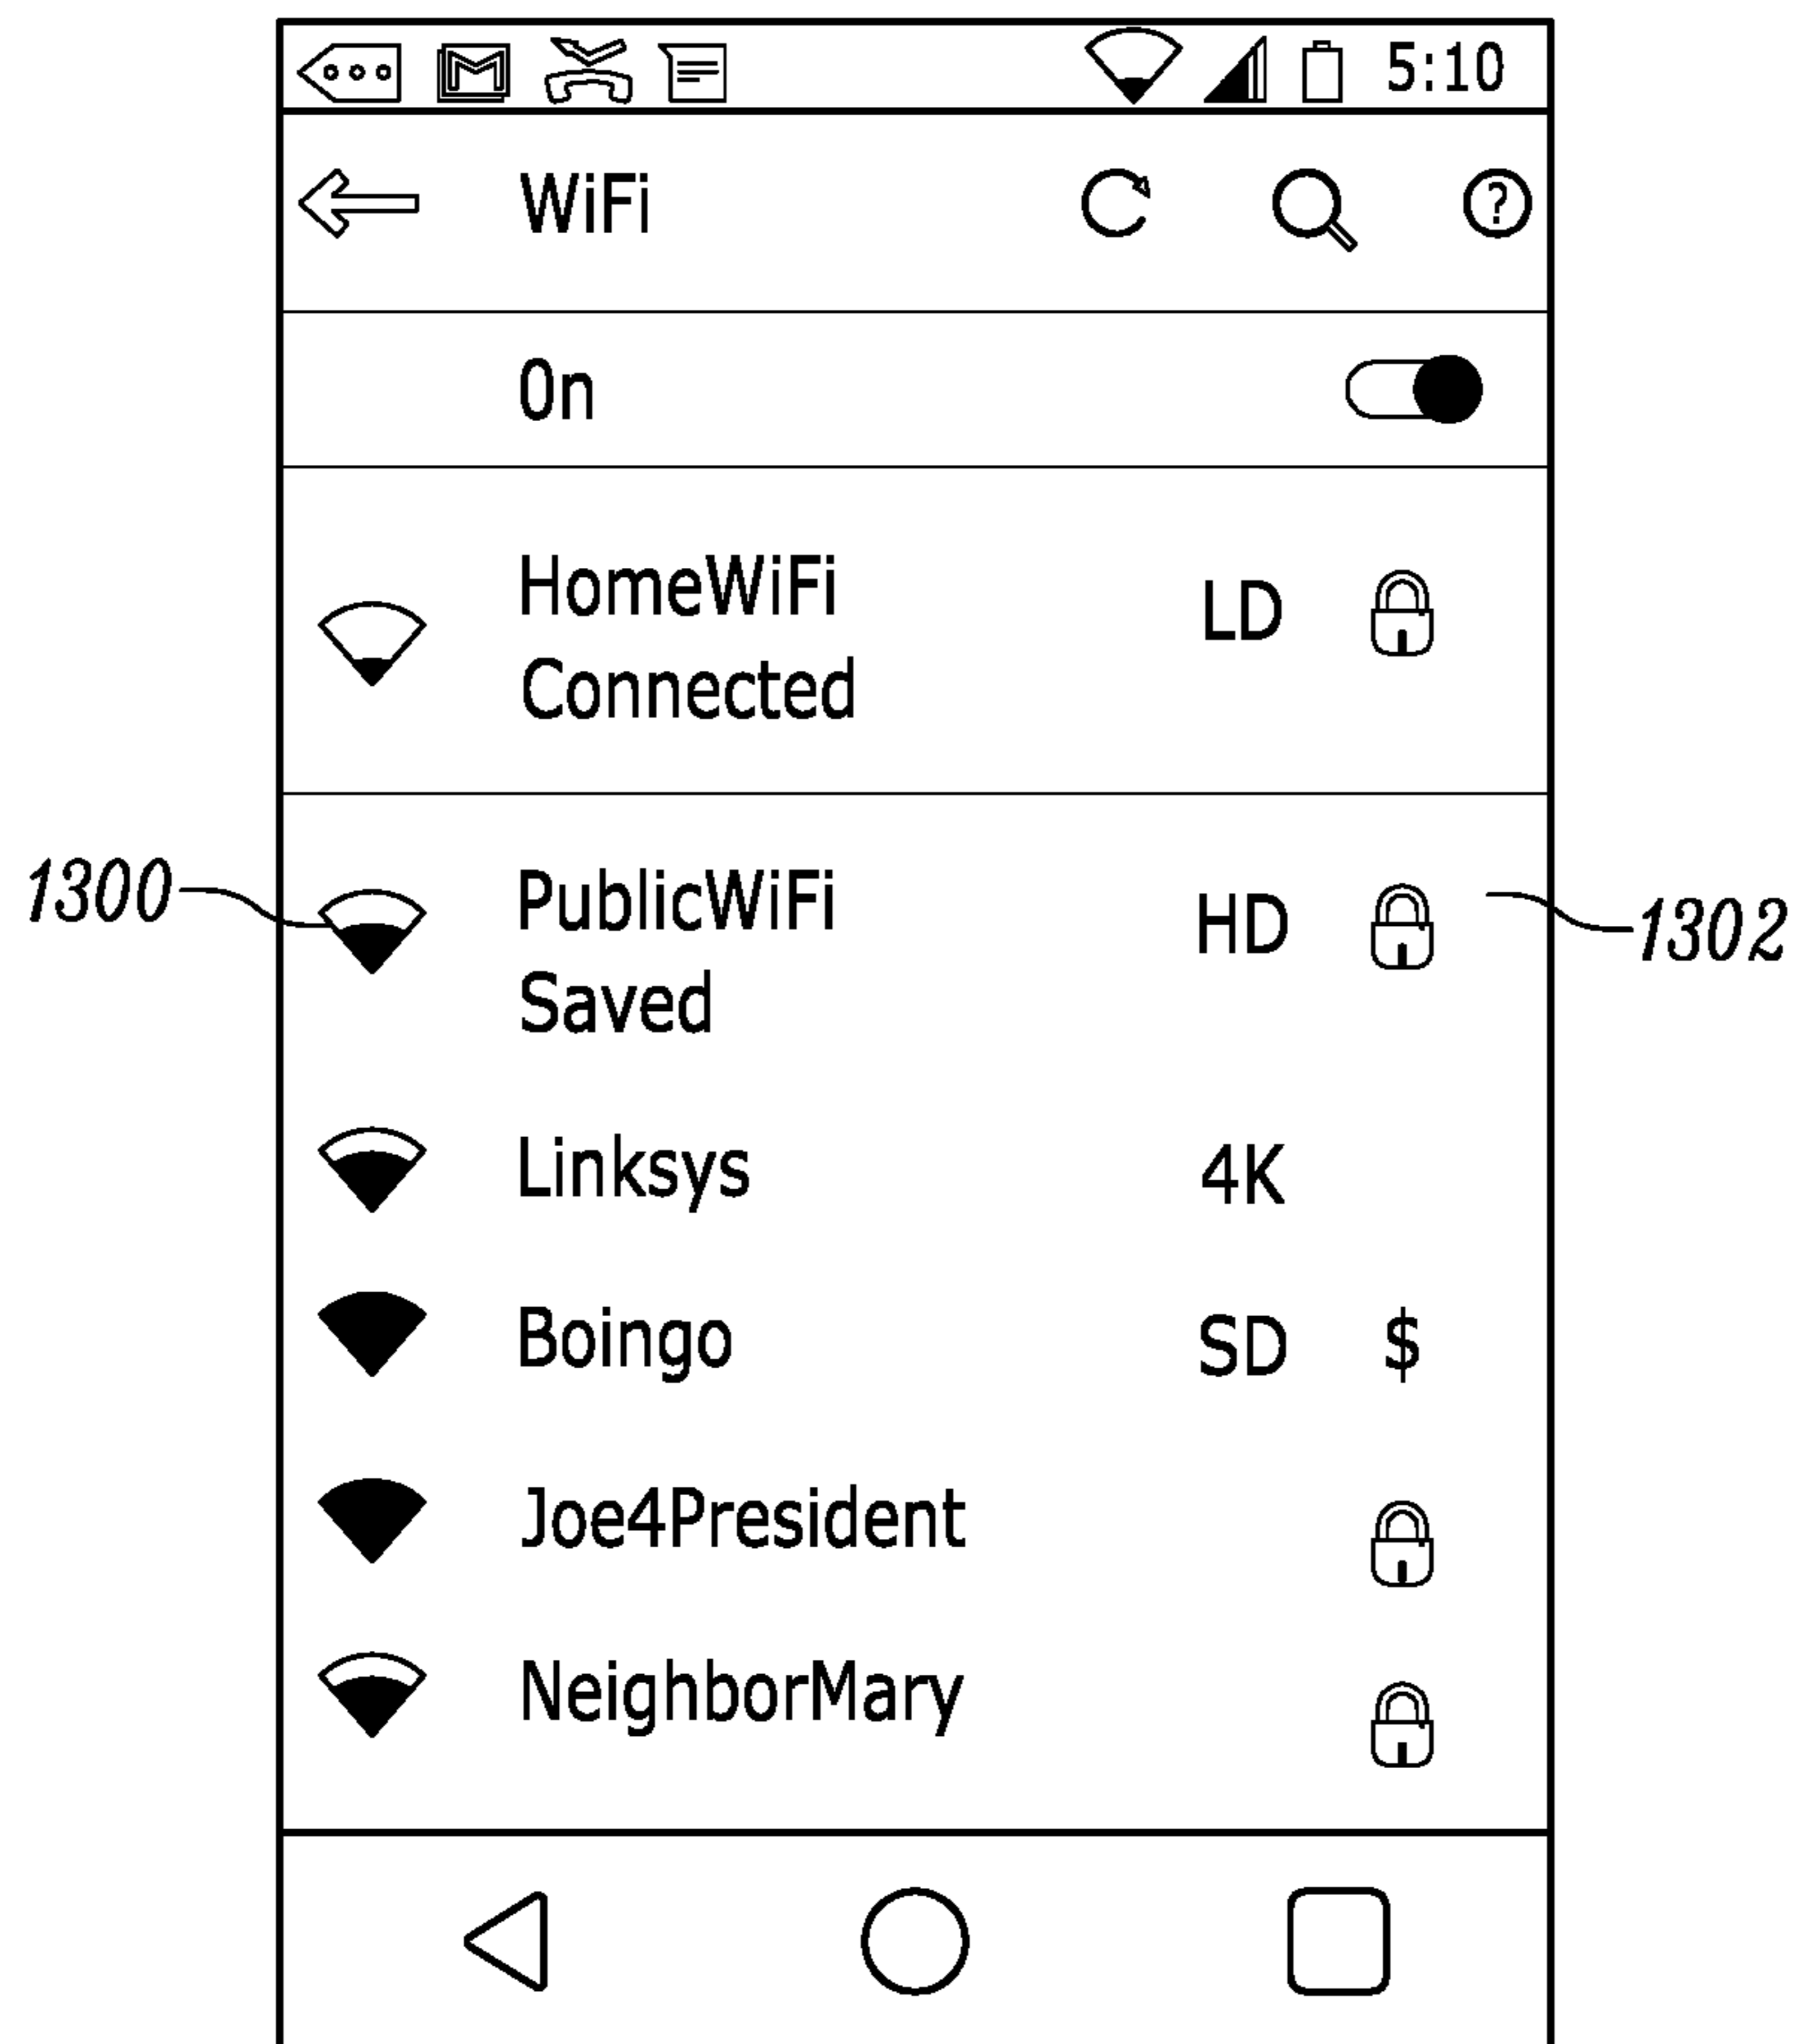 5:10
WiFi
?
On
HomeWiFi LD
Connected
1300 PublicWiFi HD 1302
Saved
Linksys 4K
Boingo SD $
Joe4President
NeighborMary